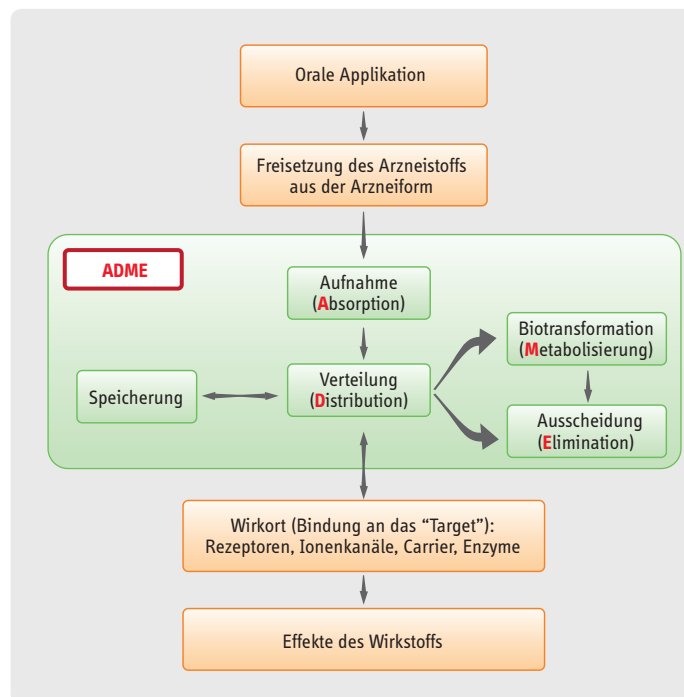 Orale Applikation
Freisetzung des Arzneistoffs
aus der Arzneiform
ADME
Aufnahme
(Absorption)
Biotransformation
(Metabolisierung)
Speicherung
Verteilung
(Distribution)
Ausscheidung
(Elimination)
Wirkort (Bindung an das “Target”):
Rezeptoren, Ionenkanäle, Carrier, Enzyme
Effekte des Wirkstoffs